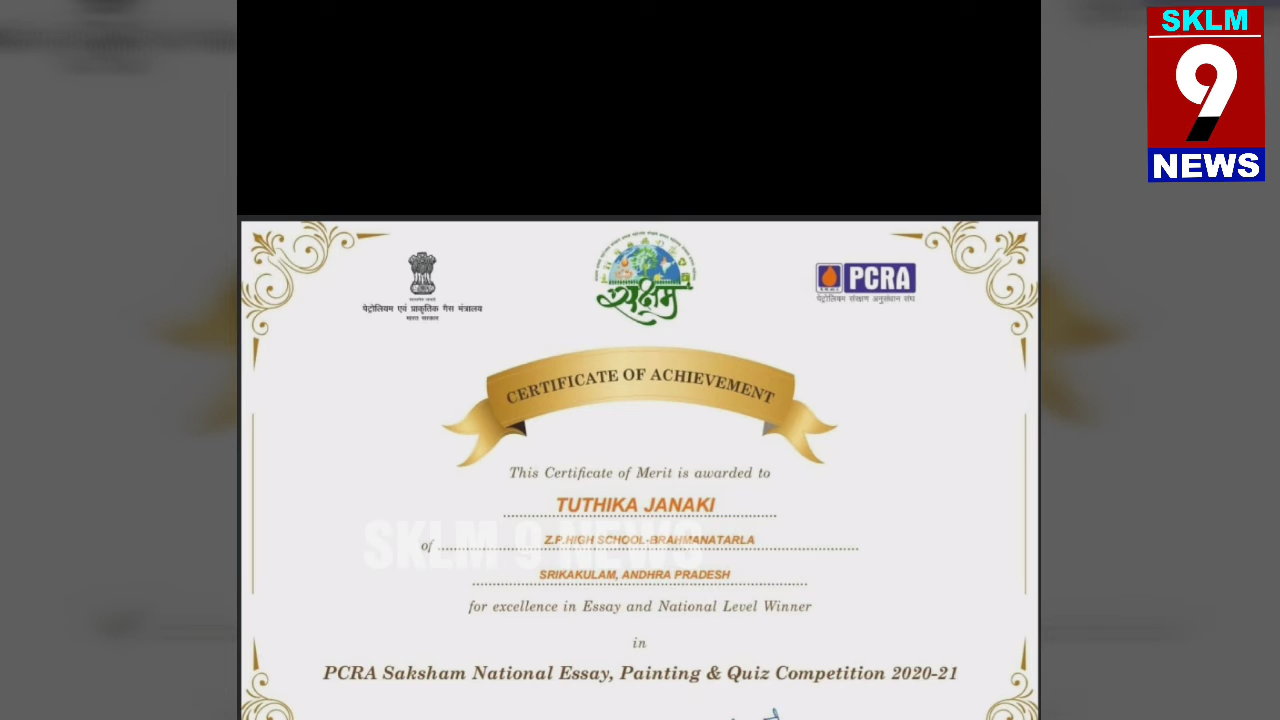 SKLM
9
NEWS
पेट्रोलियम एवं प्राकृतिक गैस मंत्रालय
भारत सरकार
सक्षम
PCRA
पेट्रोलियम संरक्षण अनुसंधान संघ
CERTIFICATE OF ACHIEVEMENT
This Certificate of Merit is awarded to
TUTHIKA JANAKI
SKLM 9 NEWS
of Z.P.HIGH SCHOOL-BRAHMANATARLA
SRIKAKULAM, ANDHRA PRADESH
for excellence in Essay and National Level Winner
in
PCRA Saksham National Essay, Painting & Quiz Competition 2020-21